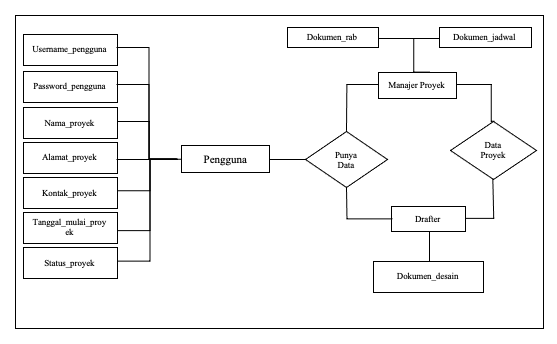 Username_pengguna
Password_pengguna
Nama_proyek
Alamat_proyek
Kontak_proyek
Tanggal_mulai_proy
ek
Status_proyek
Pengguna
Punya
Data
Dokumen_rab
Dokumen_jadwal
Manajer Proyek
Data
Proyek
Drafter
Dokumen_desain